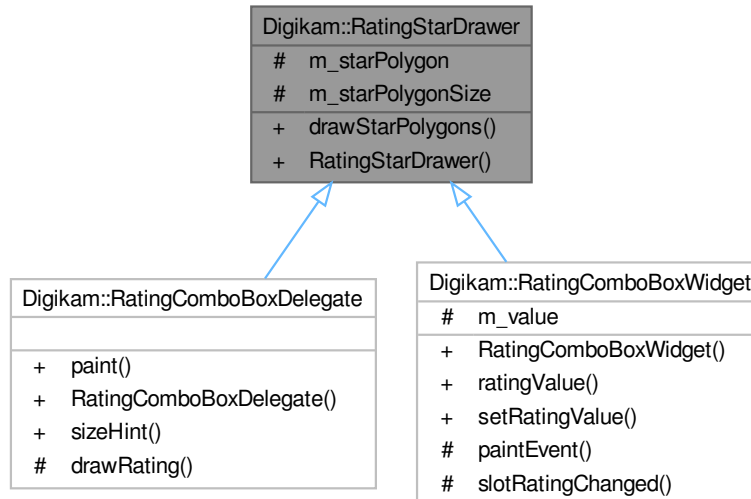 Digikam::RatingStarDrawer
# m_starPolygon
# m_starPolygonSize
+ drawStarPolygons()
+ RatingStarDrawer()
Digikam::RatingComboBoxDelegate
+ paint()
+ RatingComboBoxDelegate()
+ sizeHint()
# drawRating()
Digikam::RatingComboBoxWidget
# m_value
+ RatingComboBoxWidget()
+ ratingValue()
+ setRatingValue()
# paintEvent()
# slotRatingChanged()